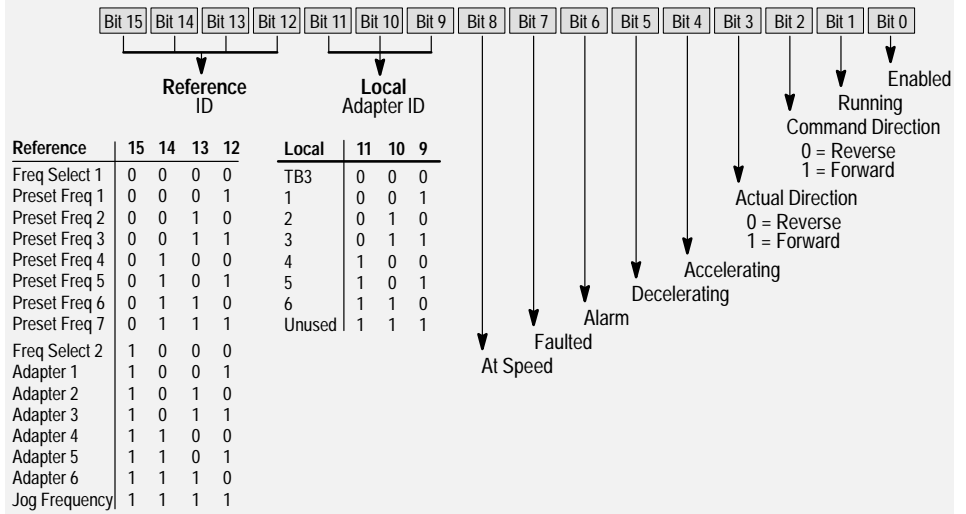 Bit 15 Bit 14 Bit 13 Bit 12 Bit 11 Bit 10 Bit 9 Bit 8 Bit 7 Bit 6 Bit 5 Bit 4 Bit 3 Bit 2 Bit 1 Bit 0
Reference
ID
Local
Adapter ID
Enabled
Running
Command Direction
0 = Reverse
1 = Forward
Actual Direction
0 = Reverse
1 = Forward
Accelerating
Decelerating
Alarm
Faulted
At Speed
Reference 15 14 13 12
Freq Select 1 0 0 0 0
Preset Freq 1 0 0 0 1
Preset Freq 2 0 0 1 0
Preset Freq 3 0 0 1 1
Preset Freq 4 0 1 0 0
Preset Freq 5 0 1 0 1
Preset Freq 6 0 1 1 0
Preset Freq 7 0 1 1 1
Freq Select 2 1 0 0 0
Adapter 1 1 0 0 1
Adapter 2 1 0 1 0
Adapter 3 1 0 1 1
Adapter 4 1 1 0 0
Adapter 5 1 1 0 1
Adapter 6 1 1 1 0
Jog Frequency 1 1 1 1
Local 11 10 9
TB3 0 0 0
1 0 0 1
2 0 1 0
3 0 1 1
4 1 0 0
5 1 0 1
6 1 1 0
Unused 1 1 1